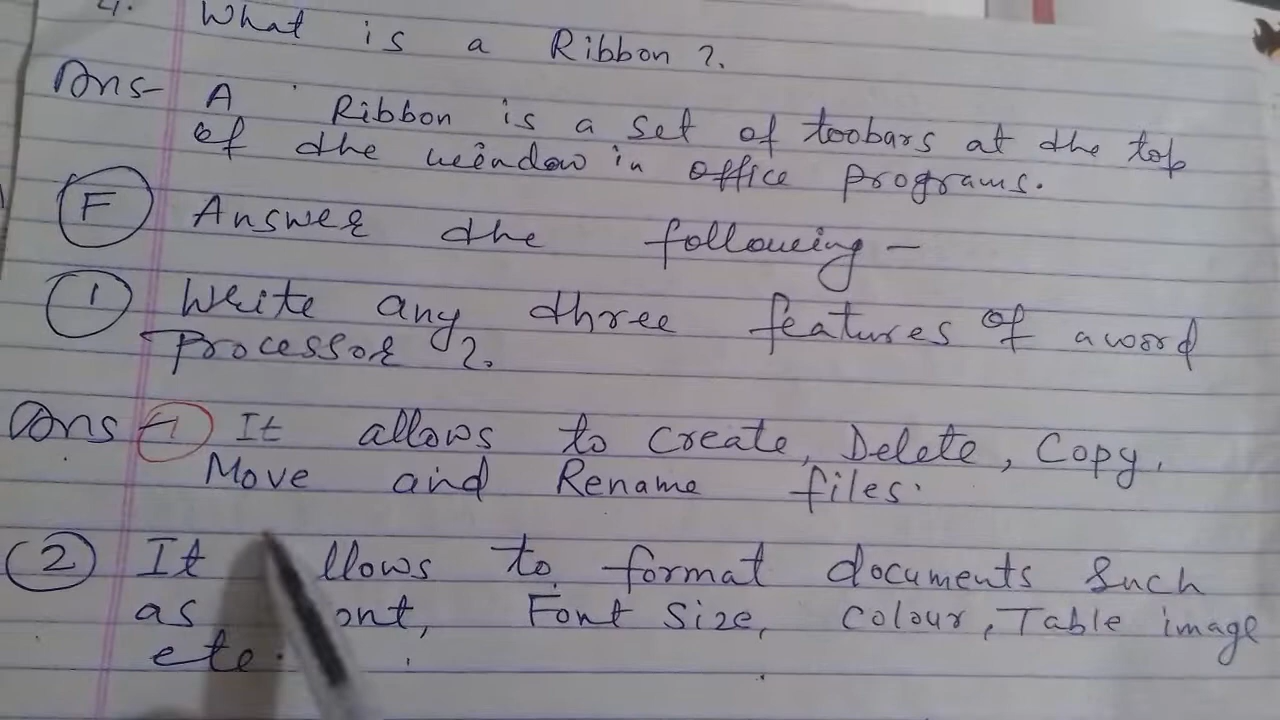 4. What is a Ribbon ?.
Ans- A Ribbon is a set of toobars at the top
of the window in office programs.
F Answer the following -
1 Write any three features of a word
Processor ?.
Ans 1 It allows to Create, Delete, Copy,
Move and Rename files.
2 It llows to format documents Such
as ont, Font Size, Colour, Table image
etc.